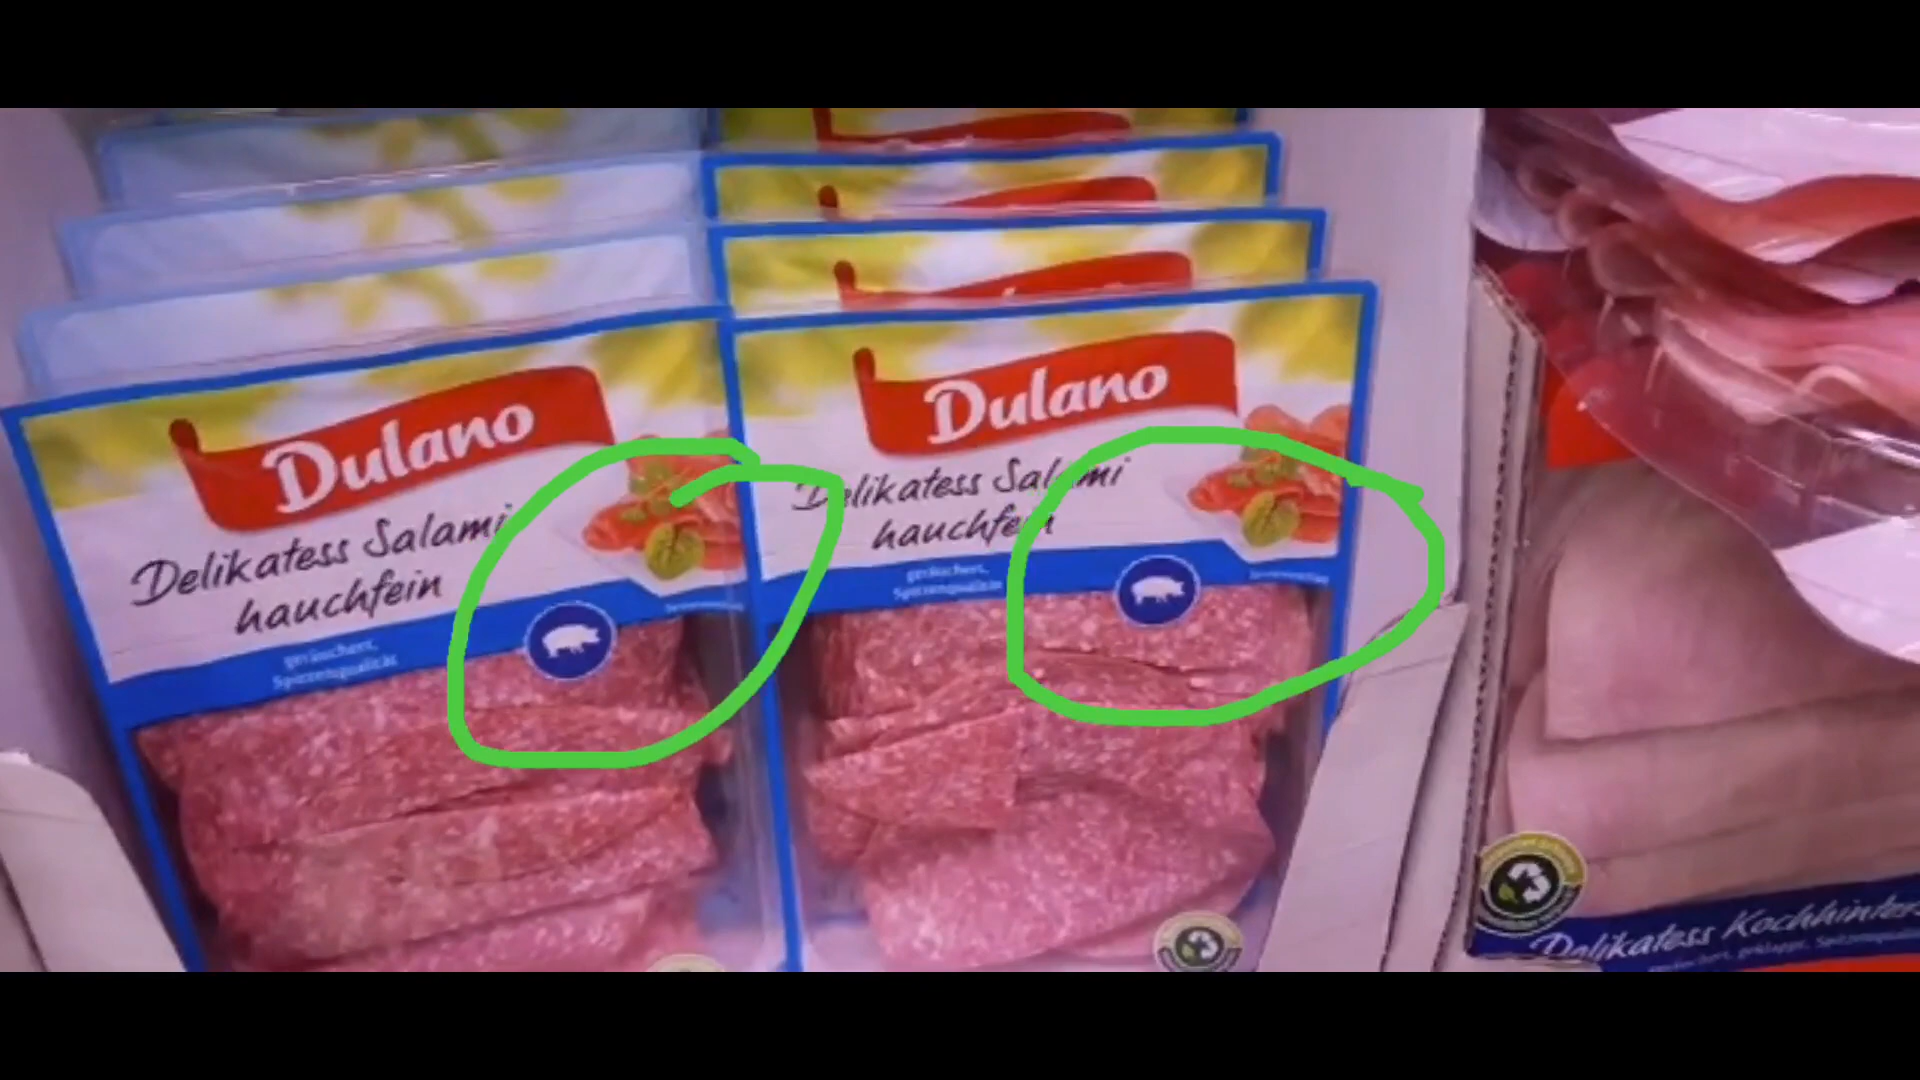 Dulano
Delikatess Salami
hauchfein
geräuchert,
Spitzenqualität
Dulano
Delikatess Salami
hauchfein
geräuchert,
Spitzenqualität
Delikatess Kochhinter